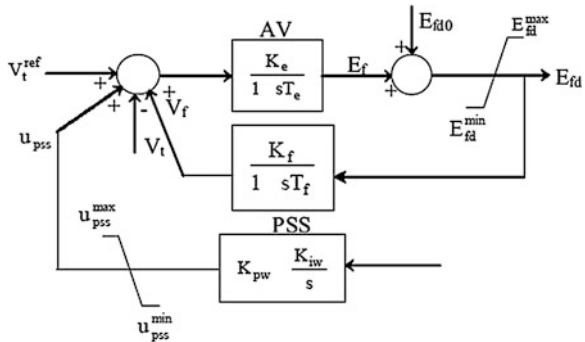 AV
E_fd0
E_fd^max
K_e
1 sT_e
V_t^ref
+
+
+
-
+
+
E_f
E_fd
V_f
V_t
u_pss
E_fd^min
K_f
1 sT_f
PSS
u_pss^max
K_pw K_iw
s
u_pss^min